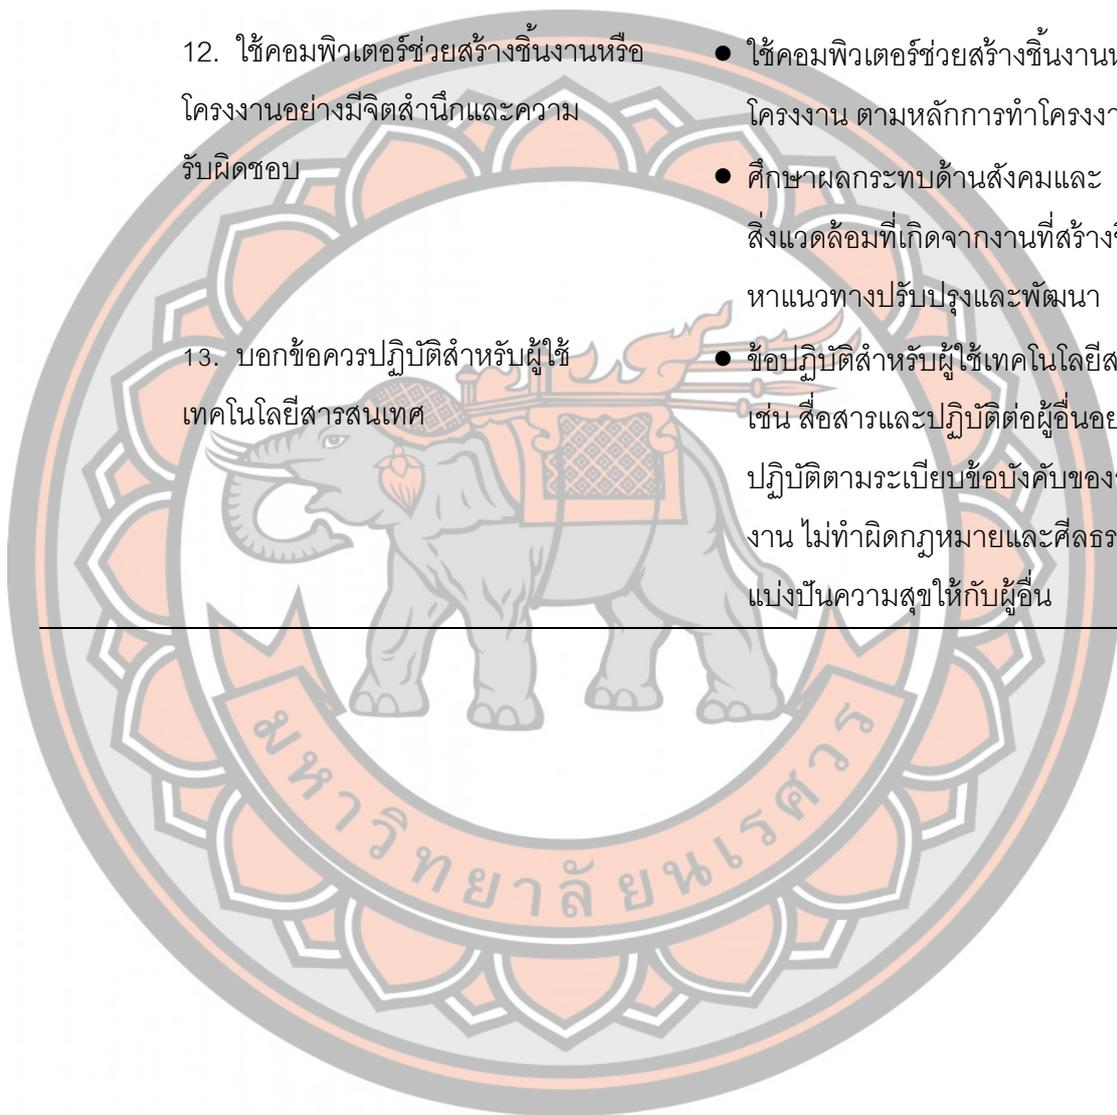 12. ใช้คอมพิวเตอร์ช่วยสร้างชิ้นงานหรือ
โครงงานอย่างมีจิตสำนึกและความ
รับผิดชอบ
13. บอกข้อควรปฏิบัติสำหรับผู้ใช้
เทคโนโลยีสารสนเทศ
● ใช้คอมพิวเตอร์ช่วยสร้างชิ้นงาน
โครงงาน ตามหลักการทำโครงงา
● ศึกษาผลกระทบด้านสังคมและ
สิ่งแวดล้อมที่เกิดจากงานที่สร้าง
หาแนวทางปรับปรุงและพัฒนา
● ข้อปฏิบัติสำหรับผู้ใช้เทคโนโลยีส
เช่น สื่อสารและปฏิบัติต่อผู้อื่นอย
ปฏิบัติตามระเบียบข้อบังคับของ
งาน ไม่ทำผิดกฎหมายและศีลธร
แบ่งปันความสุขให้กับผู้อื่น
มหาวิทยาลัยนเรศวร